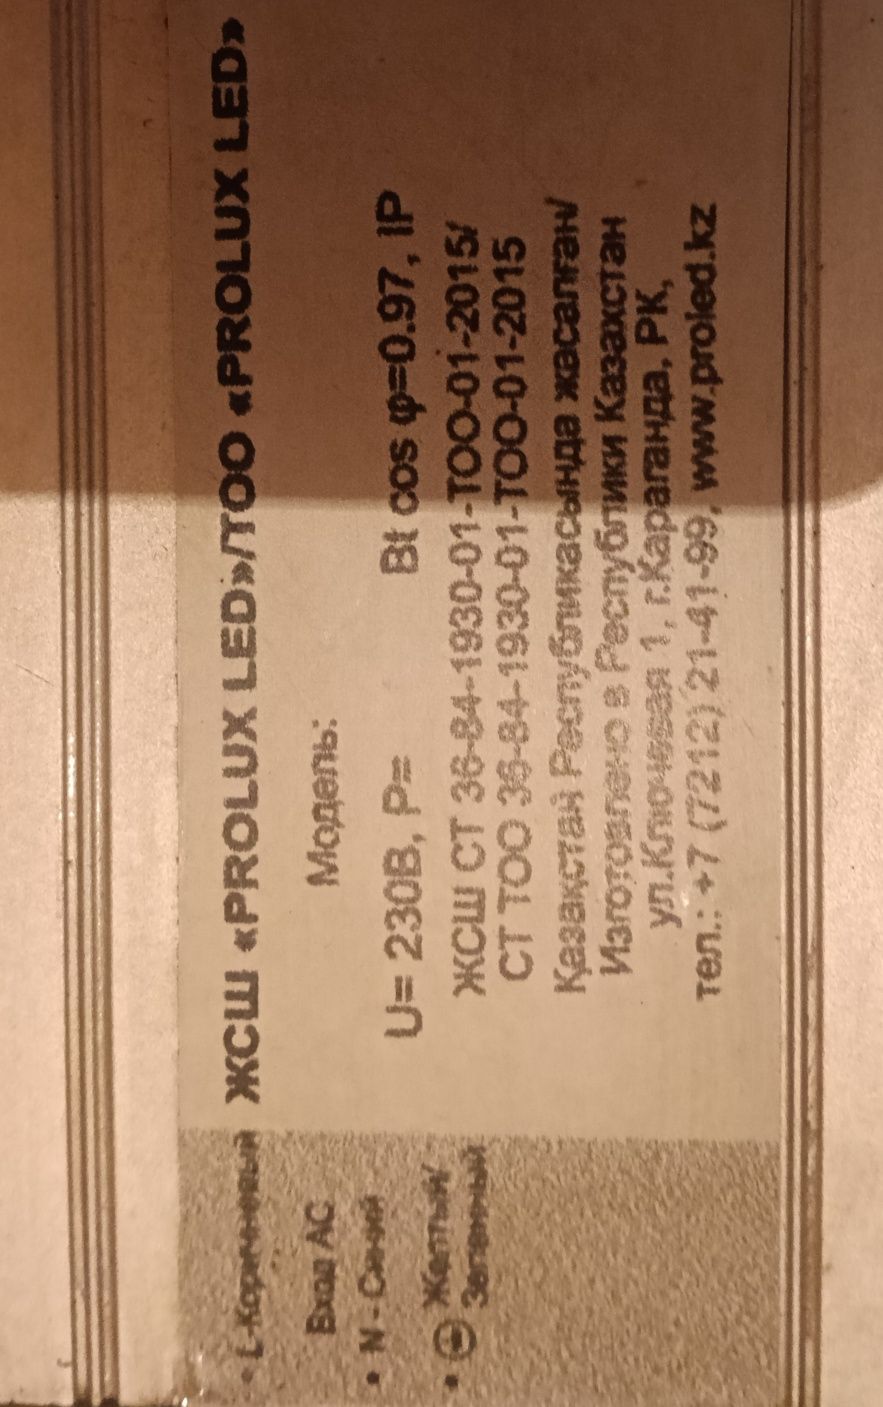 ЖСШ «PROLUX LED»/ТОО «PROLUX LED»
Модель:
U= 230В, P= Bt cos φ=0.97, IP
ЖСШ СТ 36-84-1930-01-ТОО-01-2015/
СТ ТОО 36-84-1930-01-ТОО-01-2015
Қазақстан Республикасында жасалған/
Изготовлено в Республики Казахстан
ул.Ключевая 1, г.Караганда, РК,
тел.: +7 (7212) 21-41-99, www.proled.kz
• L-Коричневый
Вход АС
• N - Синий
• Желтый/
Зеленный